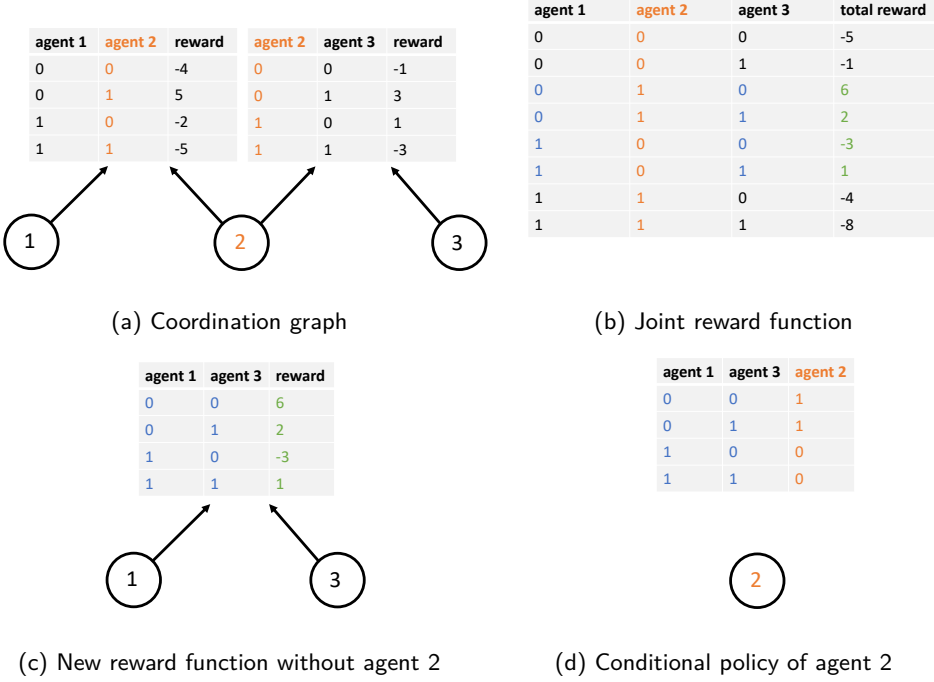 agent 1 agent 2 reward
0 0 -4
0 1 5
1 0 -2
1 1 -5
agent 2 agent 3 reward
0 0 -1
0 1 3
1 0 1
1 1 -3
1
2
3
(a) Coordination graph
agent 1 agent 2 agent 3 total reward
0 0 0 -5
0 0 1 -1
0 1 0 6
0 1 1 2
1 0 0 -3
1 0 1 1
1 1 0 -4
1 1 1 -8
(b) Joint reward function
agent 1 agent 3 reward
0 0 6
0 1 2
1 0 -3
1 1 1
1
3
(c) New reward function without agent 2
agent 1 agent 3 agent 2
0 0 1
0 1 1
1 0 0
1 1 0
2
(d) Conditional policy of agent 2